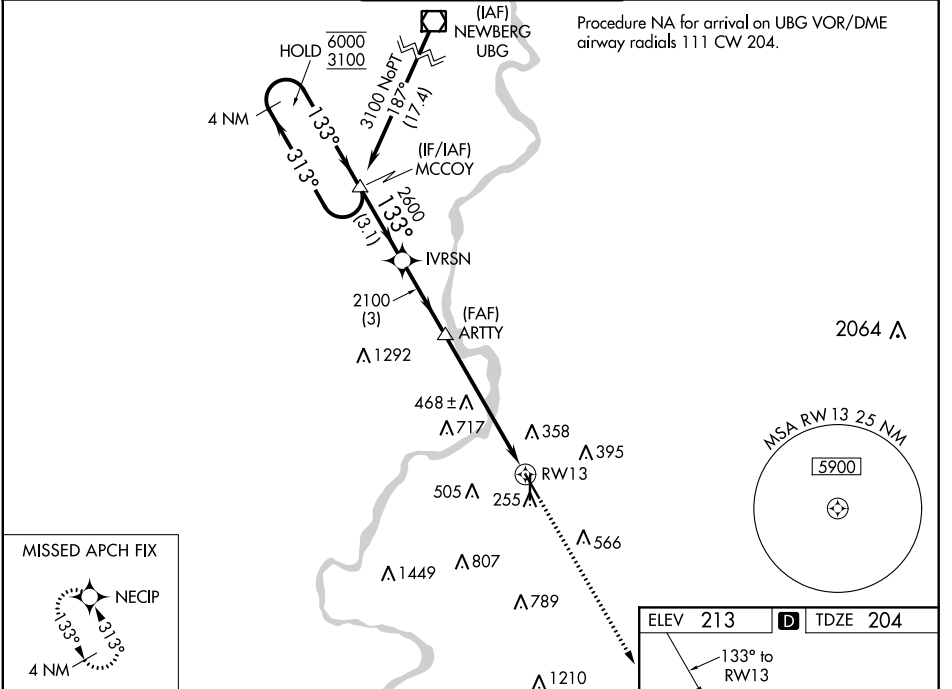 (IAF)
NEWBERG
UBG
Procedure NA for arrival on UBG VOR/DME
airway radials 111 CW 204.
HOLD 6000
3100
4 NM
133°
313°
3100 NoPT
187°
(17.4)
(IF/IAF)
MCCOY
2600
133°
(3.1)
IVRSN
2100
(3)
(FAF)
ARTTY
2064
1292
468 ±
717
358
395
RW13
505
255
566
1449
807
789
1210
MSA RW 13 25 NM
5900
MISSED APCH FIX
NECIP
133°
313°
4 NM
ELEV 213 D TDZE 204
133° to
RW13